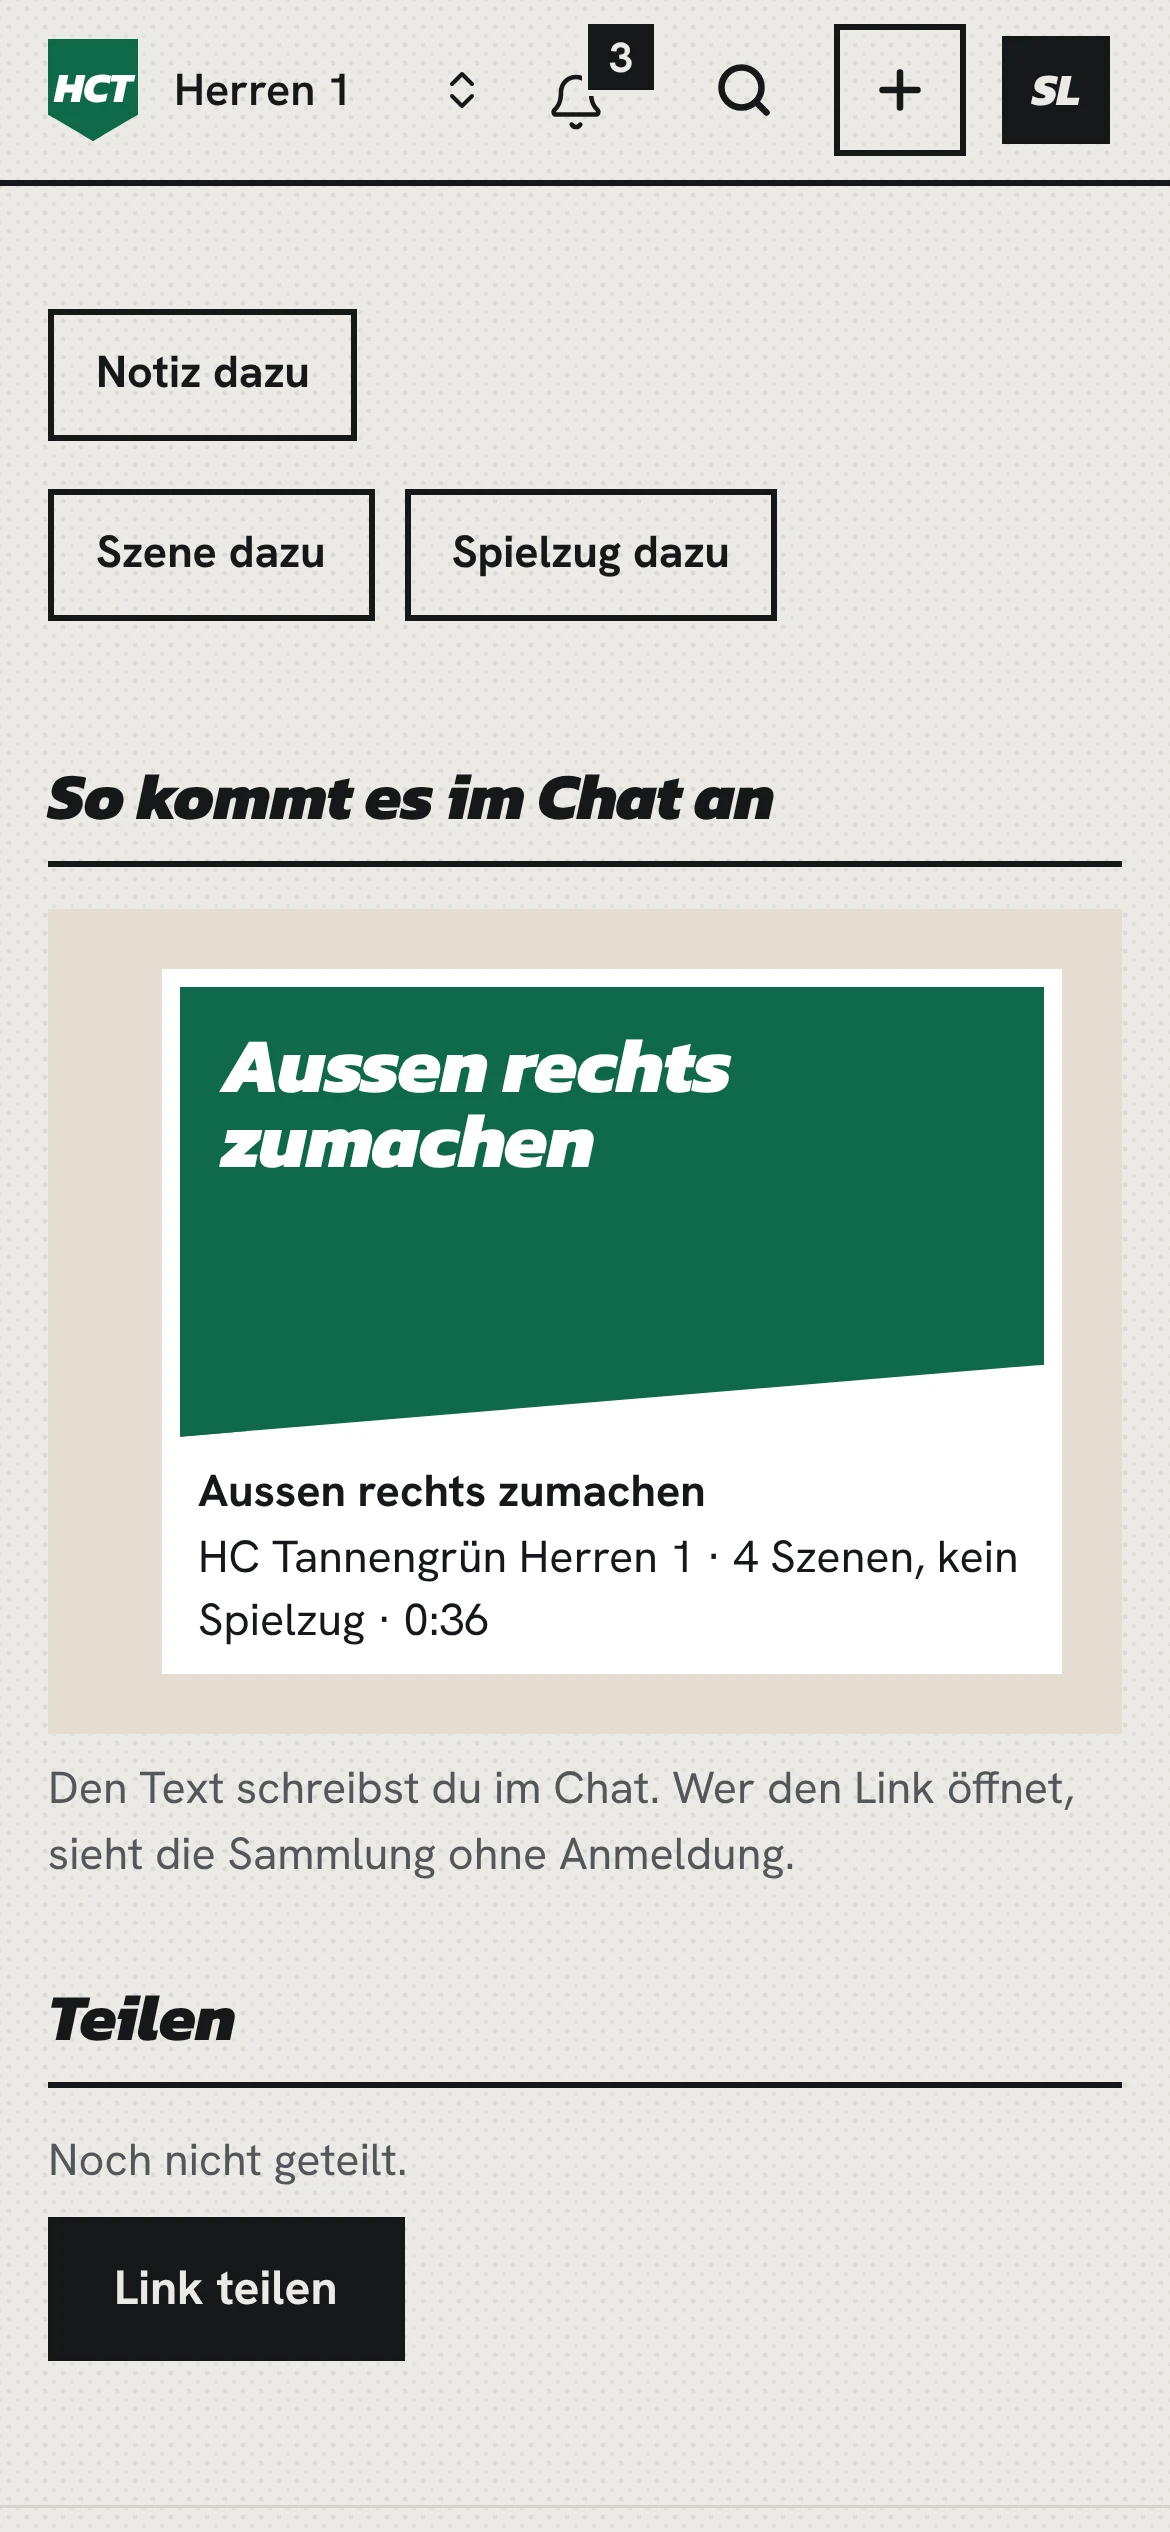 HCT Herren 1 3 SL
Notiz dazu
Szene dazu Spielzug dazu
So kommt es im Chat an
Aussen rechts
zumachen
Aussen rechts zumachen
HC Tannengrün Herren 1 · 4 Szenen, kein
Spielzug · 0:36
Den Text schreibst du im Chat. Wer den Link öffnet,
sieht die Sammlung ohne Anmeldung.
Teilen
Noch nicht geteilt.
Link teilen